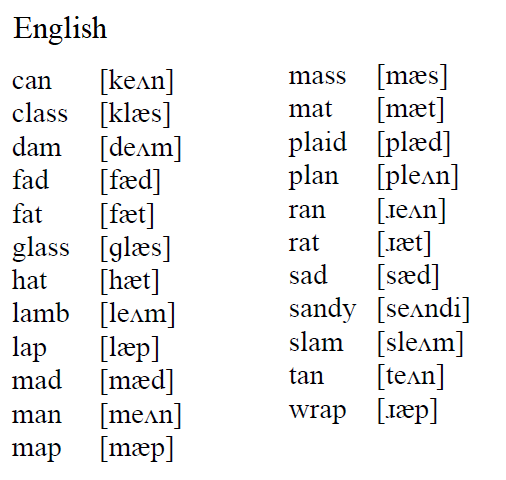 English
can [keʌn]
class [klæs]
dam [deʌm]
fad [fæd]
fat [fæt]
glass [ɡlæs]
hat [hæt]
lamb [leʌm]
lap [læp]
mad [mæd]
man [meʌn]
map [mæp]
mass [mæs]
mat [mæt]
plaid [plæd]
plan [pleʌn]
ran [ɹeʌn]
rat [ɹæt]
sad [sæd]
sandy [seʌndi]
slam [sleʌm]
tan [teʌn]
wrap [ɹæp]